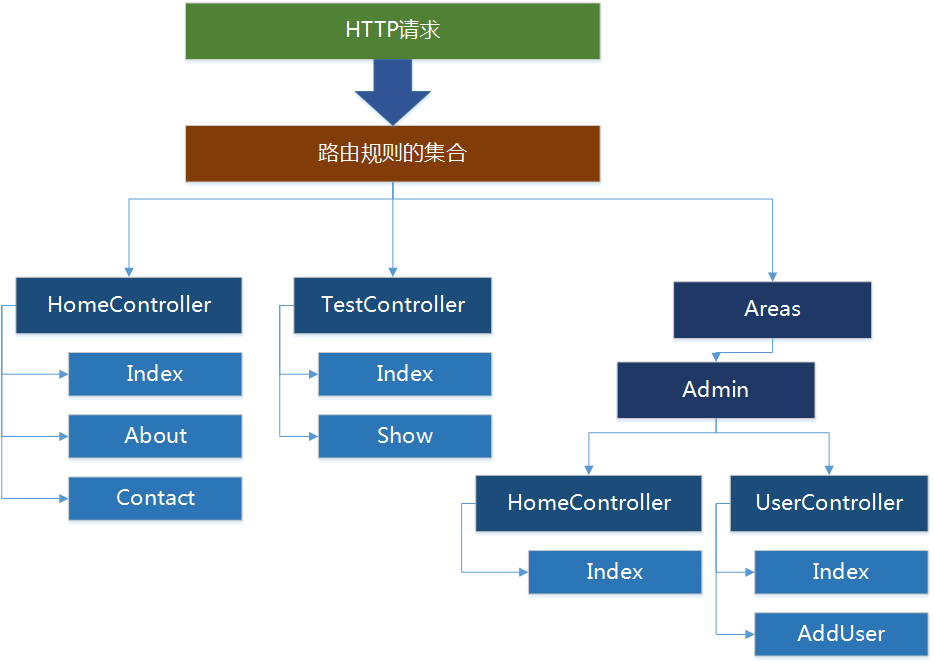 HTTP请求
路由规则的集合
HomeController
Index
About
Contact
TestController
Index
Show
Areas
Admin
HomeController
Index
UserController
Index
AddUser